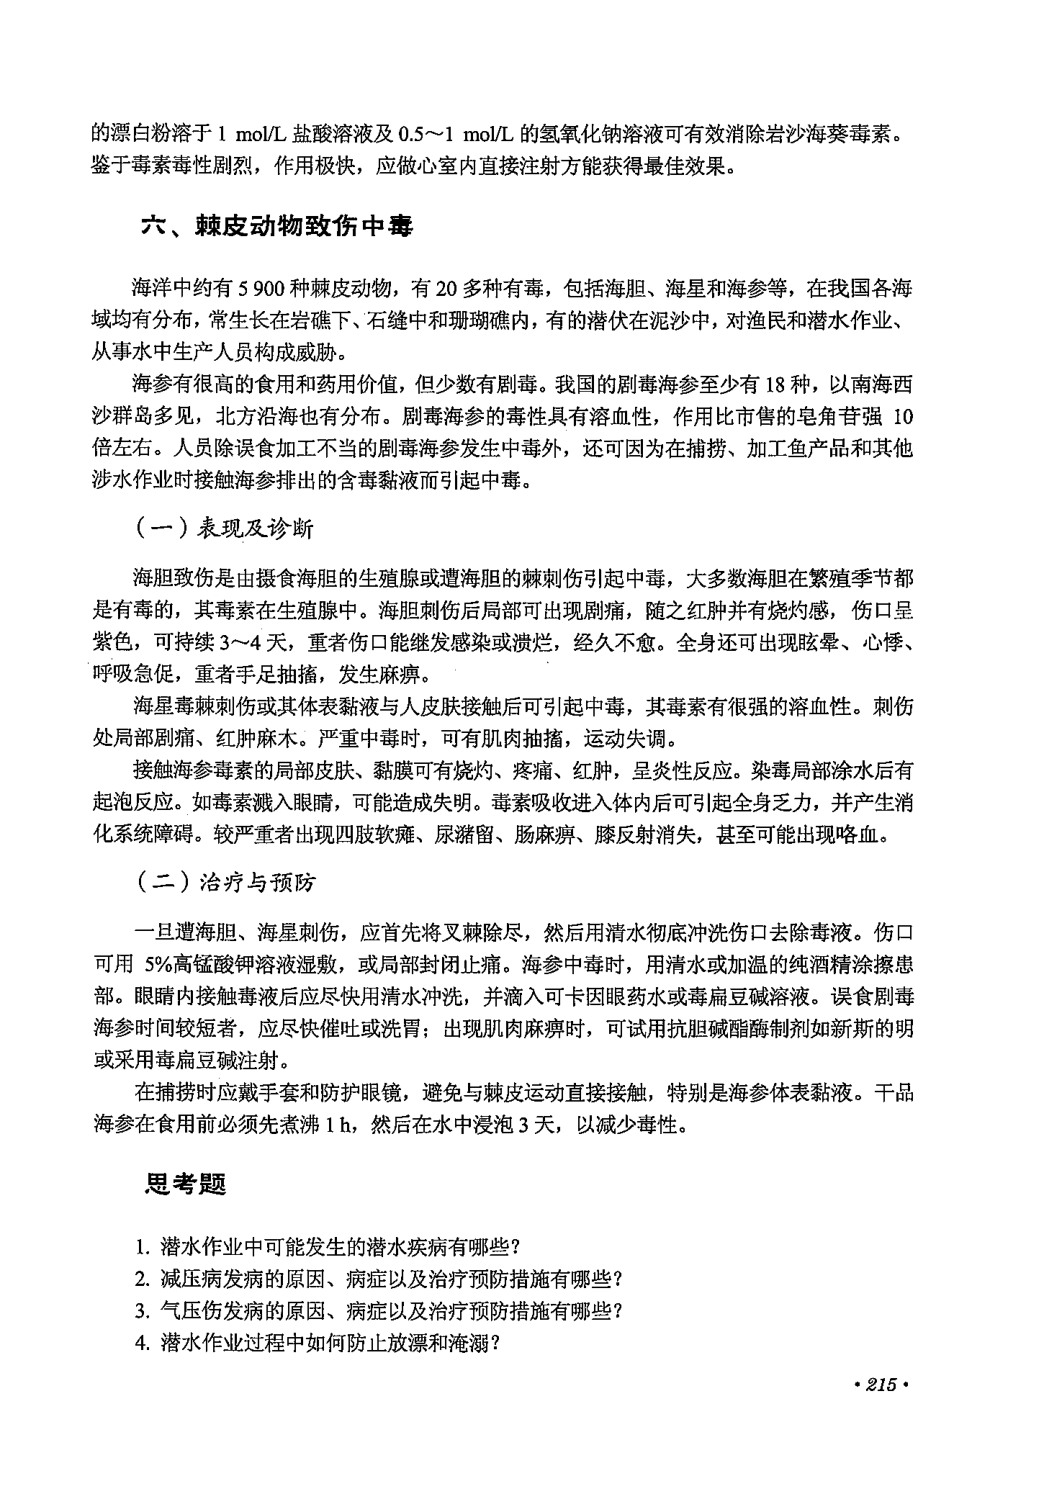 的漂白粉溶于 1 mol/L 盐酸溶液及 0.5～1 mol/L 的氢氧化钠溶液可有效消除岩沙海葵毒素。
鉴于毒素毒性剧烈，作用极快，应做心室内直接注射方能获得最佳效果。
六、棘皮动物致伤中毒
海洋中约有 5 900 种棘皮动物，有 20 多种有毒，包括海胆、海星和海参等，在我国各海
域均有分布，常生长在岩礁下、石缝中和珊瑚礁内，有的潜伏在泥沙中，对渔民和潜水作业、
从事水中生产人员构成威胁。
海参有很高的食用和药用价值，但少数有剧毒。我国的剧毒海参至少有 18 种，以南海西
沙群岛多见，北方沿海也有分布。剧毒海参的毒性具有溶血性，作用比市售的皂角苷强 10
倍左右。人员除误食加工不当的剧毒海参发生中毒外，还可因为在捕捞、加工鱼产品和其他
涉水作业时接触海参排出的含毒黏液而引起中毒。
（一）表现及诊断
海胆致伤是由摄食海胆的生殖腺或遭海胆的棘刺伤引起中毒，大多数海胆在繁殖季节都
是有毒的，其毒素在生殖腺中。海胆刺伤后局部可出现剧痛，随之红肿并有烧灼感，伤口呈
紫色，可持续 3～4 天，重者伤口能继发感染或溃烂，经久不愈。全身还可出现眩晕、心悸、
呼吸急促，重者手足抽搐，发生麻痹。
海星毒棘刺伤或其体表黏液与人皮肤接触后可引起中毒，其毒素有很强的溶血性。刺伤
处局部剧痛、红肿麻木。严重中毒时，可有肌肉抽搐，运动失调。
接触海参毒素的局部皮肤、黏膜可有烧灼、疼痛、红肿，呈炎性反应。染毒局部涂水后有
起泡反应。如毒素溅入眼睛，可能造成失明。毒素吸收进入体内后可引起全身乏力，并产生消
化系统障碍。较严重者出现四肢软瘫、尿潴留、肠麻痹、膝反射消失，甚至可能出现咯血。
（二）治疗与预防
一旦遭海胆、海星刺伤，应首先将叉棘除尽，然后用清水彻底冲洗伤口去除毒液。伤口
可用 5%高锰酸钾溶液湿敷，或局部封闭止痛。海参中毒时，用清水或加温的纯酒精涂擦患
部。眼睛内接触毒液后应尽快用清水冲洗，并滴入可卡因眼药水或毒扁豆碱溶液。误食剧毒
海参时间较短者，应尽快催吐或洗胃；出现肌肉麻痹时，可试用抗胆碱酯酶制剂如新斯的明
或采用毒扁豆碱注射。
在捕捞时应戴手套和防护眼镜，避免与棘皮运动直接接触，特别是海参体表黏液。干品
海参在食用前必须先煮沸 1 h，然后在水中浸泡 3 天，以减少毒性。
思考题
1. 潜水作业中可能发生的潜水疾病有哪些？
2. 减压病发病的原因、病症以及治疗预防措施有哪些？
3. 气压伤发病的原因、病症以及治疗预防措施有哪些？
4. 潜水作业过程中如何防止放漂和淹溺？
·215·